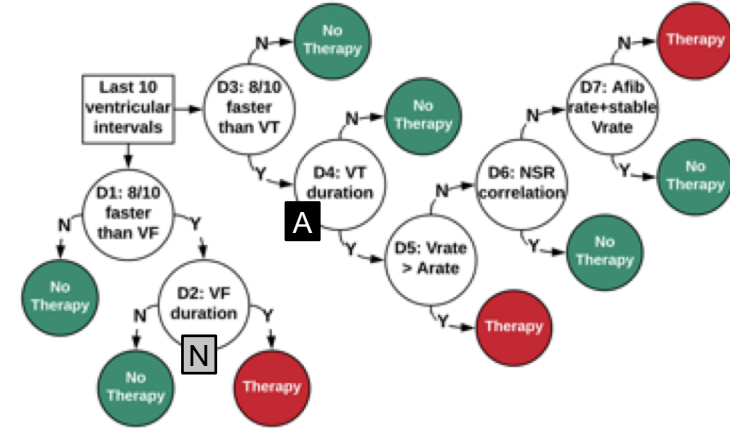 No
Therapy
N
Last 10
ventricular
intervals
D3: 8/10
faster
than VT
Y
No
Therapy
N
D4: VT
duration
A
Y
D5: Vrate
> Arate
Y
Therapy
N
D6: NSR
correlation
Y
No
Therapy
N
D7: Afib
rate+stable
Vrate
N
Therapy
Y
No
Therapy
D1: 8/10
faster
than VF
N
No
Therapy
Y
D2: VF
duration
N
N
No
Therapy
Y
Therapy